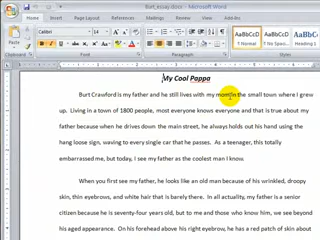 Burt_essay.docx - Microsoft Word
Home Insert Page Layout References Mailings Review View
Calibri 14
B I U
AaBbCcD AaBbCcD AaBbC
¶ Normal ¶ No Spac... Heading
Clipboard Font Paragraph
My Cool Pappa
Burt Crawford is my father and he still lives with my mom in the small town where I grew
up. Living in a town of 1800 people, most everyone knows everyone and that is true about my
father because when he drives down the main street, he always holds out his hand using the
hang loose sign, waving to every single car that he passes. As a teenager, this totally
embarrassed me, but today, I see my father as the coolest man I know.
When you first see my father, he looks like an old man because of his wrinkled, droopy
skin, thin eyebrows, and white hair that is barely there. In all actuality, my father is a senior
citizen because he is seventy-four years old, but to me and those who know him, we see beyond
his aged appearance. On his forehead above his right eyebrow, he has a red patch of skin about